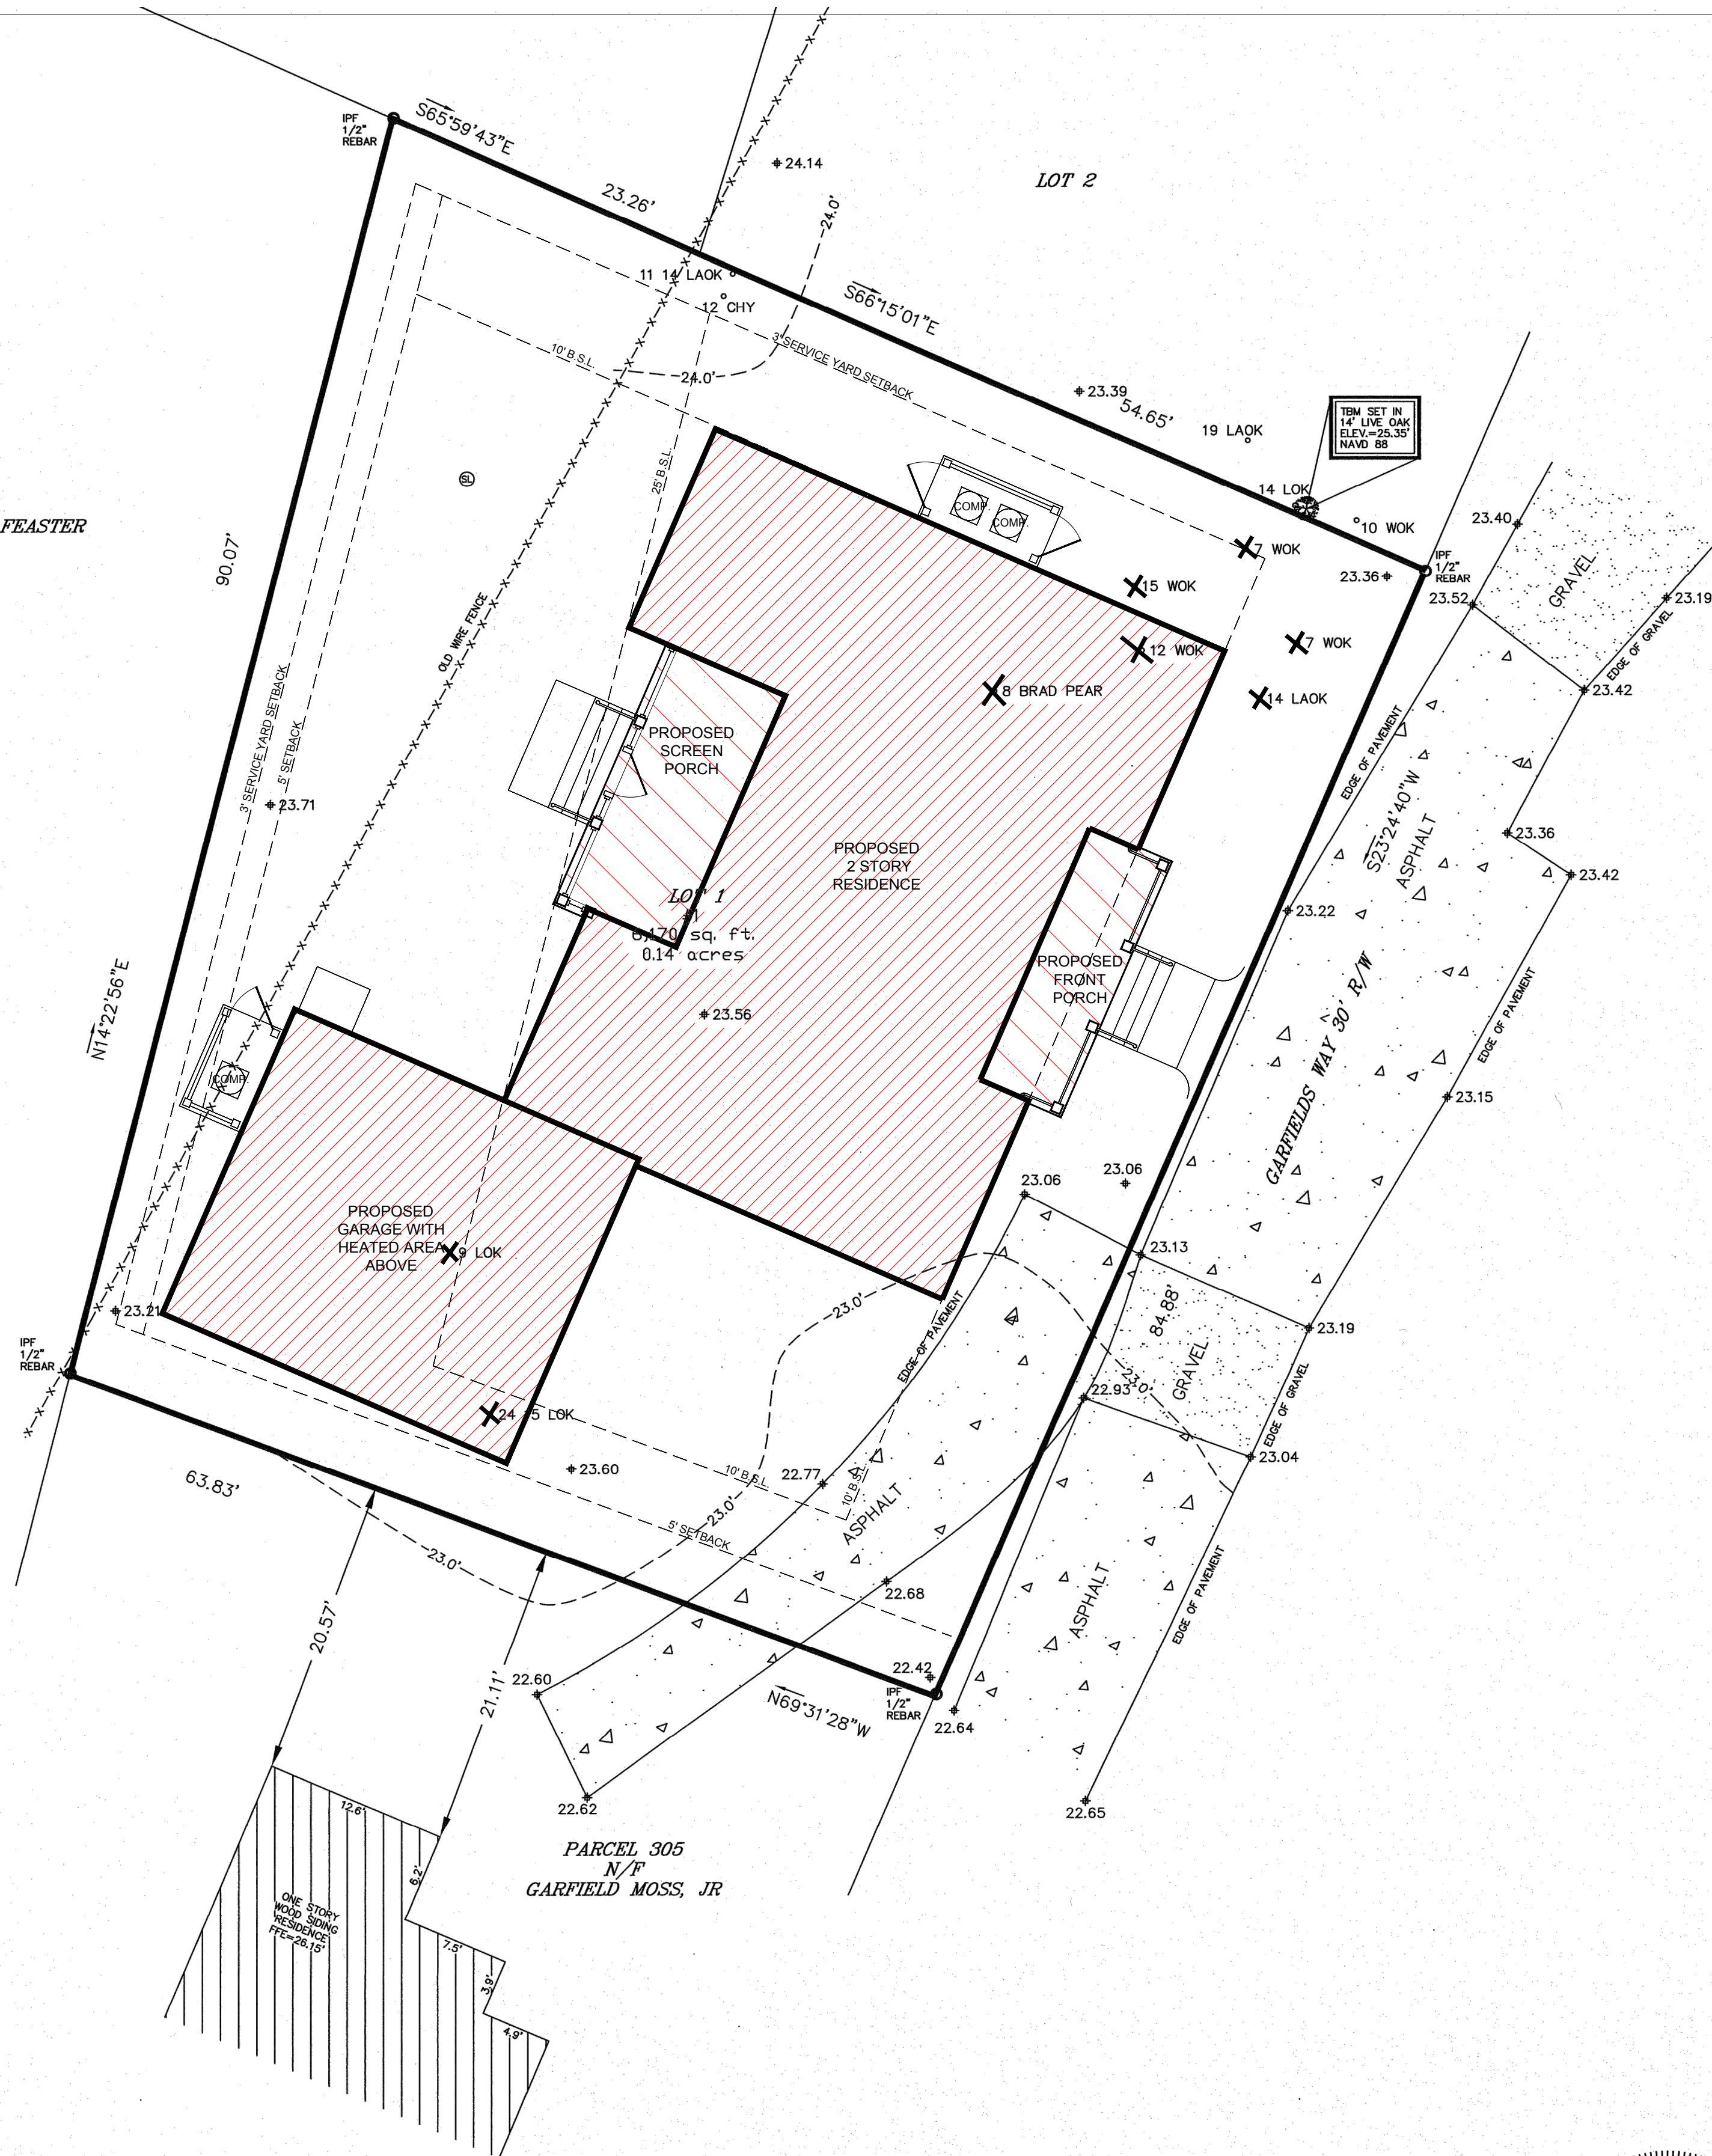 IPF
1/2"
REBAR
S65°59'43"E
23.26'
24.14
24.0'
LOT 2
11 14 LAOK
12 CHY
24.0'
10' B.S.L.
3' SERVICE YARD SETBACK
S66°15'01"E
23.39
54.65'
19 LAOK
TBM SET IN
14' LIVE OAK
ELEV.=25.35'
NAVD 88
14 LOK
10 WOK
IPF
1/2"
REBAR
23.36
23.40
23.52
GRAVEL
23.19
EDGE OF GRAVEL
23.42
SL
25' B.S.L.
COMP.
COMP.
7 WOK
15 WOK
12 WOK
7 WOK
8 BRAD PEAR
14 LAOK
FEASTER
90.07'
OLD WIRE FENCE
3' SERVICE YARD SETBACK
5' SETBACK
23.71
PROPOSED
SCREEN
PORCH
PROPOSED
2 STORY
RESIDENCE
LOT 1
6,170 sq. ft.
0.14 acres
EDGE OF PAVEMENT
S23°24'40"W
ASPHALT
23.36
23.42
23.22
PROPOSED
FRONT
PORCH
GARFIELDS WAY 30' R/W
EDGE OF PAVEMENT
23.15
N14°22'56"E
23.56
COMP.
PROPOSED
GARAGE WITH
HEATED AREA
ABOVE
9 LOK
23.06
23.06
23.13
84.88'
23.19
GRAVEL
EDGE OF GRAVEL
23.0'
22.93
23.04
23.0'
EDGE OF PAVEMENT
23.21
IPF
1/2"
REBAR
24 15 LOK
23.60
63.83'
10' B.S.L.
22.77
10' B.S.L.
ASPHALT
23.0'
5' SETBACK
23.0'
22.68
ASPHALT
EDGE OF PAVEMENT
20.57'
21.11'
22.60
22.42
IPF
1/2"
REBAR
N69°31'28"W
22.64
22.62
22.65
12.6'
6.2'
ONE STORY
WOOD SIDING
RESIDENCE
FFE=26.15'
7.5'
3.9'
4.9'
PARCEL 305
N/F
GARFIELD MOSS, JR